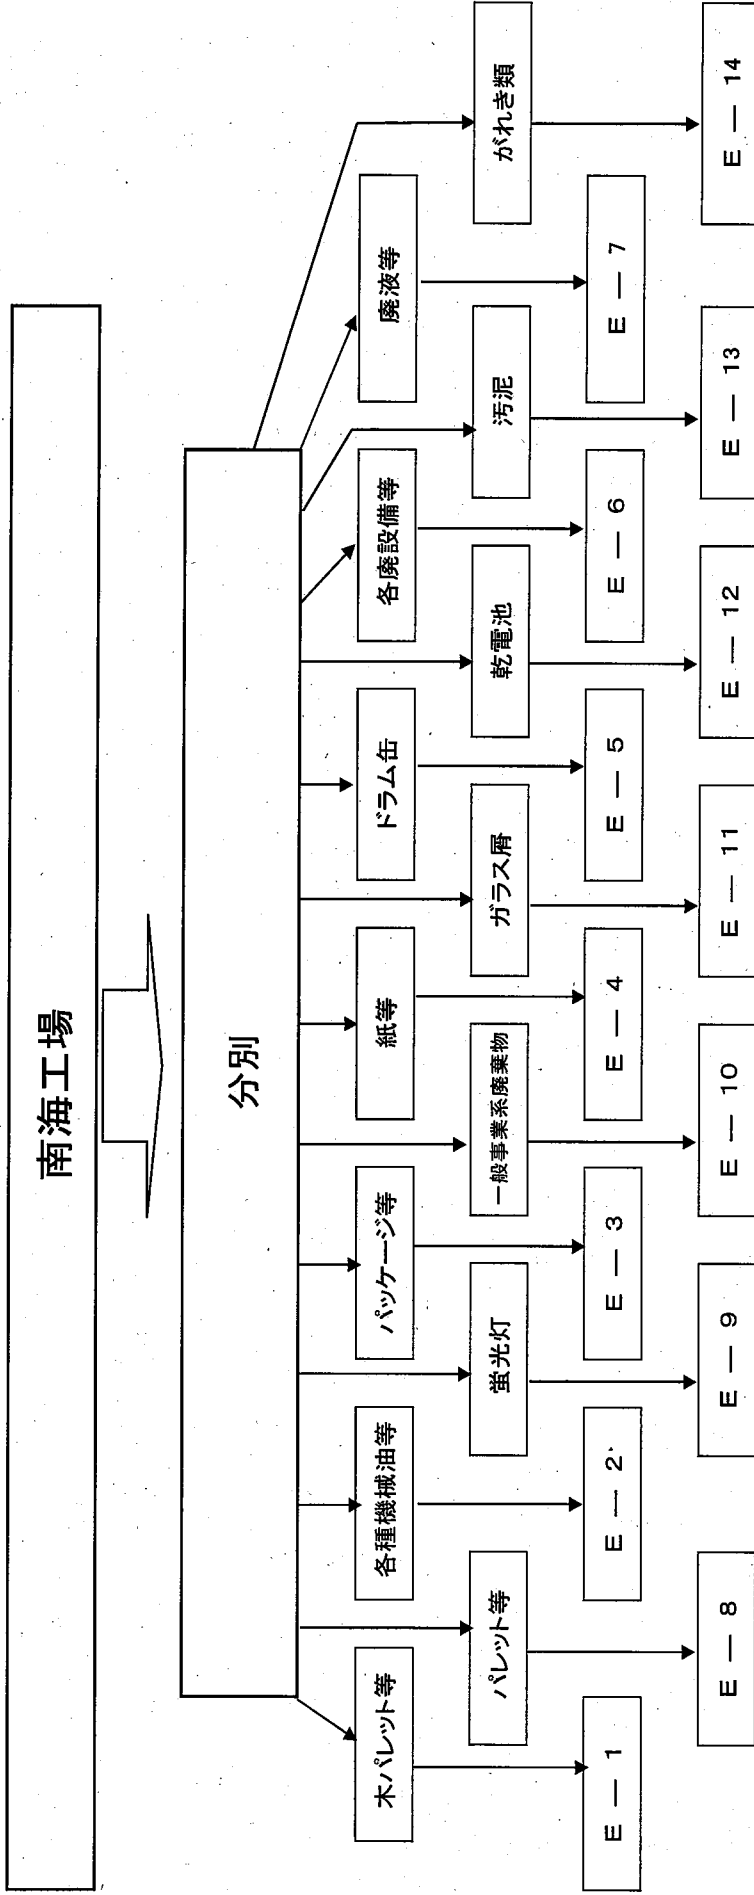 南海工場
分別
木パレット等
各種機械油等
パッケージ等
紙等
ドラム缶
各廃設備等
廃液等
パレット等
蛍光灯
一般事業系廃棄物
ガラス屑
乾電池
汚泥
がれき類
E ― 1
E ― 2
E ― 3
E ― 4
E ― 5
E ― 6
E ― 7
E ― 8
E ― 9
E ― 10
E ― 11
E ― 12
E ― 13
E ― 14